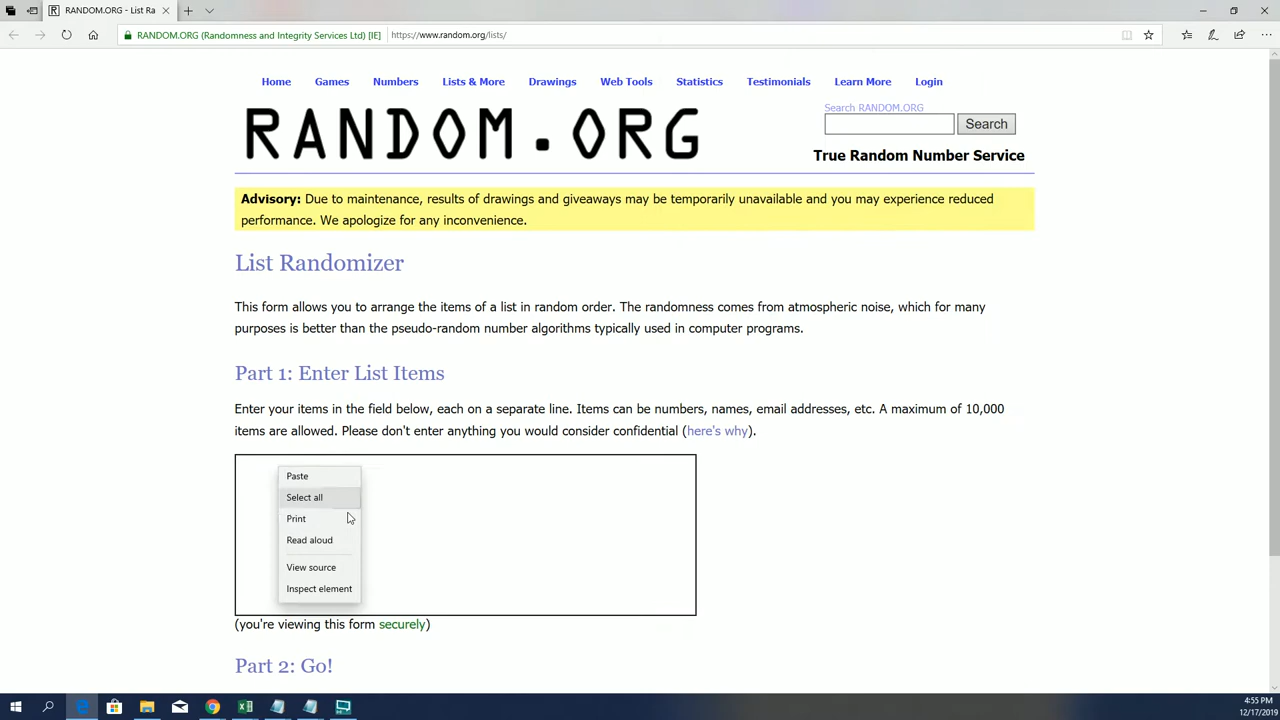 RANDOM.ORG - List Ra
RANDOM.ORG (Randomness and Integrity Services Ltd) [IE]
https://www.random.org/lists/
Home Games Numbers Lists & More Drawings Web Tools Statistics Testimonials Learn More Login
RANDOM.ORG
Search RANDOM.ORG
Search
True Random Number Service
Advisory: Due to maintenance, results of drawings and giveaways may be temporarily unavailable and you may experience reduced
performance. We apologize for any inconvenience.
List Randomizer
This form allows you to arrange the items of a list in random order. The randomness comes from atmospheric noise, which for many
purposes is better than the pseudo-random number algorithms typically used in computer programs.
Part 1: Enter List Items
Enter your items in the field below, each on a separate line. Items can be numbers, names, email addresses, etc. A maximum of 10,000
items are allowed. Please don't enter anything you would consider confidential (here's why).
Paste
Select all
Print
Read aloud
View source
Inspect element
(you're viewing this form securely)
Part 2: Go!
4:55 PM
12/17/2019